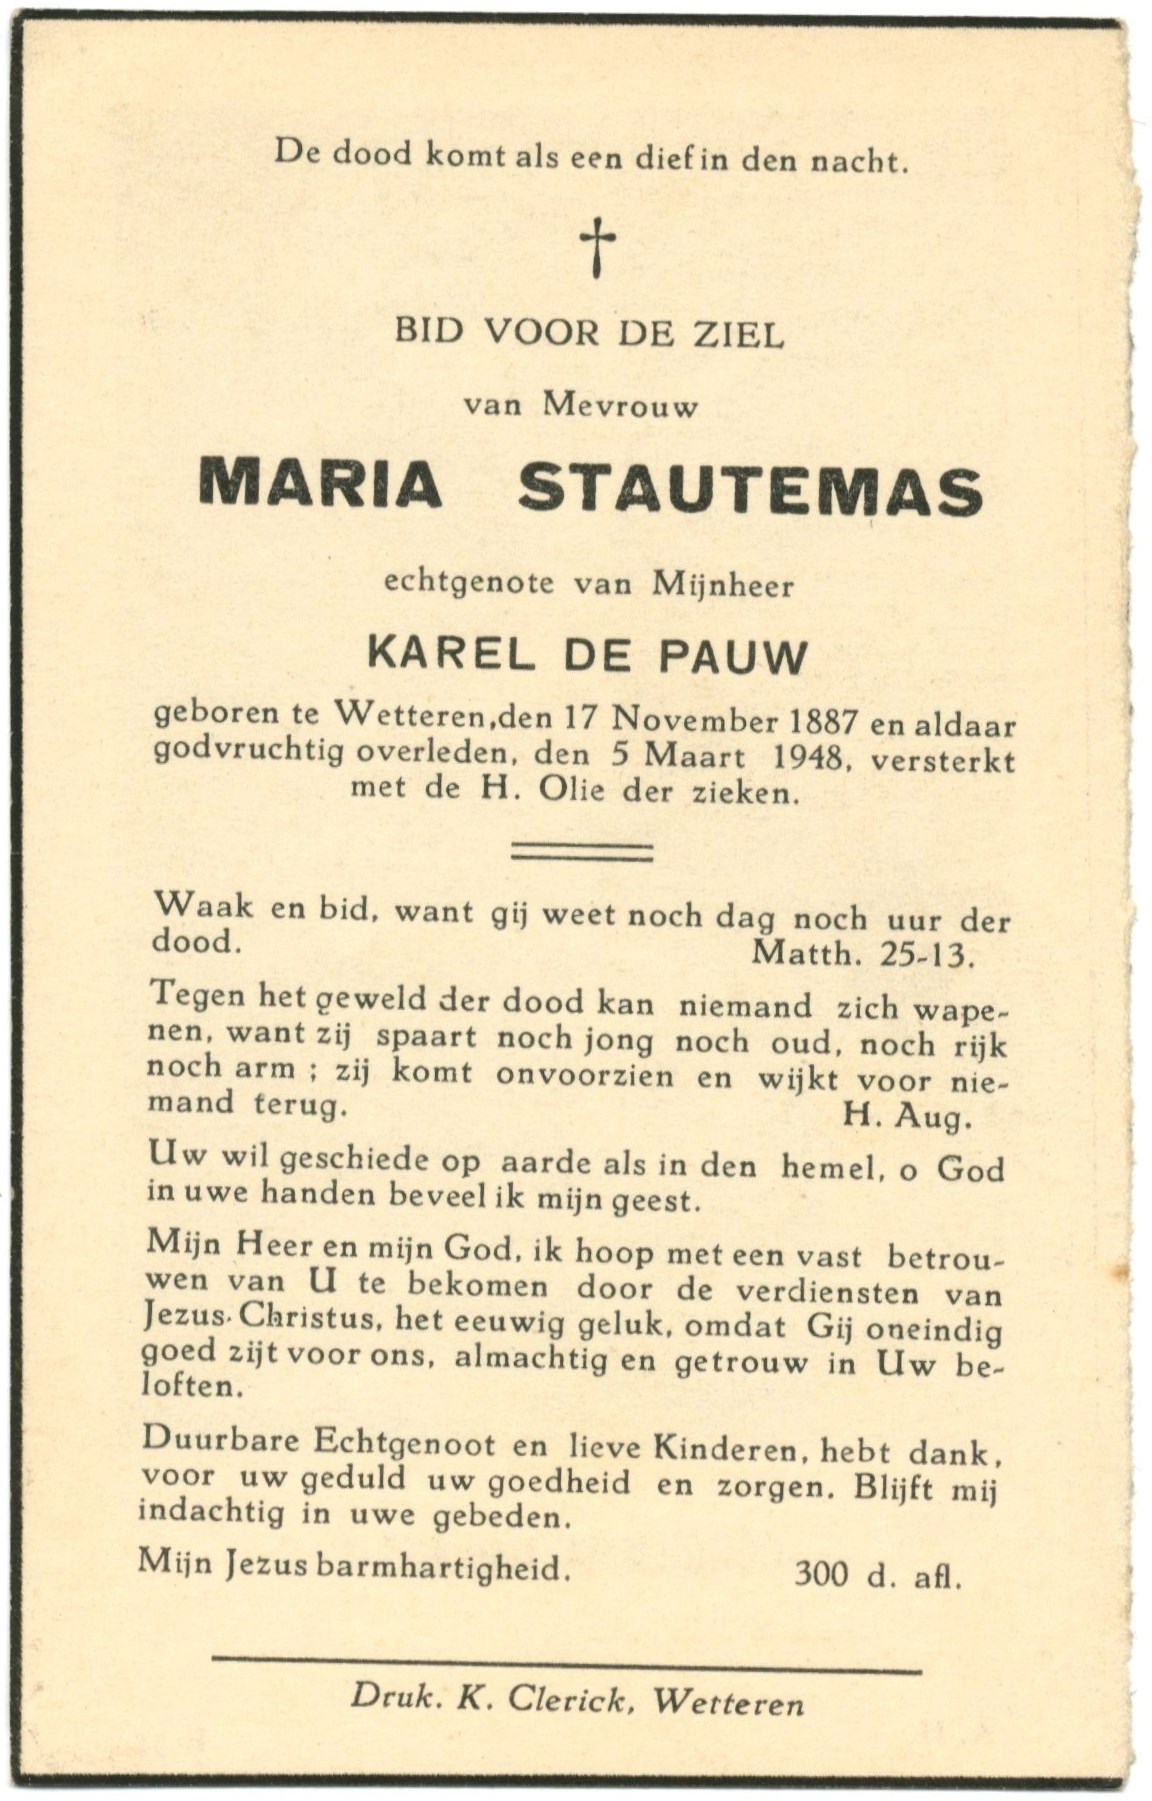 De dood komt als een dief in den nacht.
BID VOOR DE ZIEL
van Mevrouw
MARIA STAUTEMAS
echtgenote van Mijnheer
KAREL DE PAUW
geboren te Wetteren, den 17 November 1887 en aldaar
godvruchtig overleden, den 5 Maart 1948, versterkt
met de H. Olie der zieken.
Waak en bid, want gij weet noch dag noch uur der
dood. Matth. 25-13.
Tegen het geweld der dood kan niemand zich wape-
nen, want zij spaart noch jong noch oud, noch rijk
noch arm ; zij komt onvoorzien en wijkt voor nie-
mand terug. H. Aug.
Uw wil geschiede op aarde als in den hemel, o God
in uwe handen beveel ik mijn geest.
Mijn Heer en mijn God, ik hoop met een vast betrou-
wen van U te bekomen door de verdiensten van
Jezus Christus, het eeuwig geluk, omdat Gij oneindig
goed zijt voor ons, almachtig en getrouw in Uw be-
loften.
Duurbare Echtgenoot en lieve Kinderen, hebt dank,
voor uw geduld uw goedheid en zorgen. Blijft mij
indachtig in uwe gebeden.
Mijn Jezus barmhartigheid. 300 d. afl.
Druk. K. Clerick, Wetteren